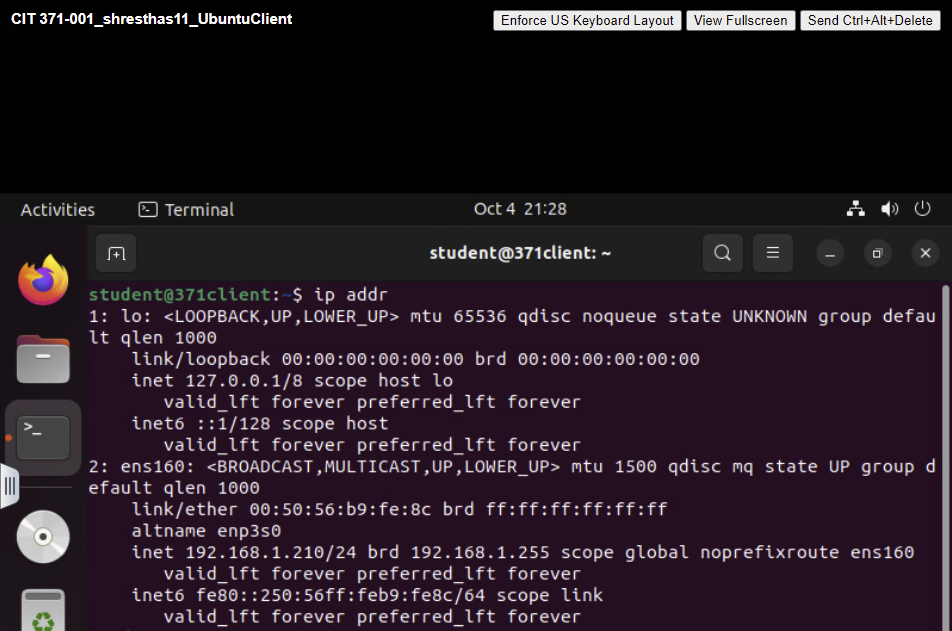 CIT 371-001_shresthas11_UbuntuClient
Enforce US Keyboard Layout View Fullscreen Send Ctrl+Alt+Delete
Activities Terminal Oct 4 21:28
student@371client: ~
student@371client:~$ ip addr
1: lo: <LOOPBACK,UP,LOWER_UP> mtu 65536 qdisc noqueue state UNKNOWN group defau
lt qlen 1000
    link/loopback 00:00:00:00:00:00 brd 00:00:00:00:00:00
    inet 127.0.0.1/8 scope host lo
       valid_lft forever preferred_lft forever
    inet6 ::1/128 scope host
       valid_lft forever preferred_lft forever
2: ens160: <BROADCAST,MULTICAST,UP,LOWER_UP> mtu 1500 qdisc mq state UP group d
efault qlen 1000
    link/ether 00:50:56:b9:fe:8c brd ff:ff:ff:ff:ff:ff
    altname enp3s0
    inet 192.168.1.210/24 brd 192.168.1.255 scope global noprefixroute ens160
       valid_lft forever preferred_lft forever
    inet6 fe80::250:56ff:feb9:fe8c/64 scope link
       valid_lft forever preferred_lft forever